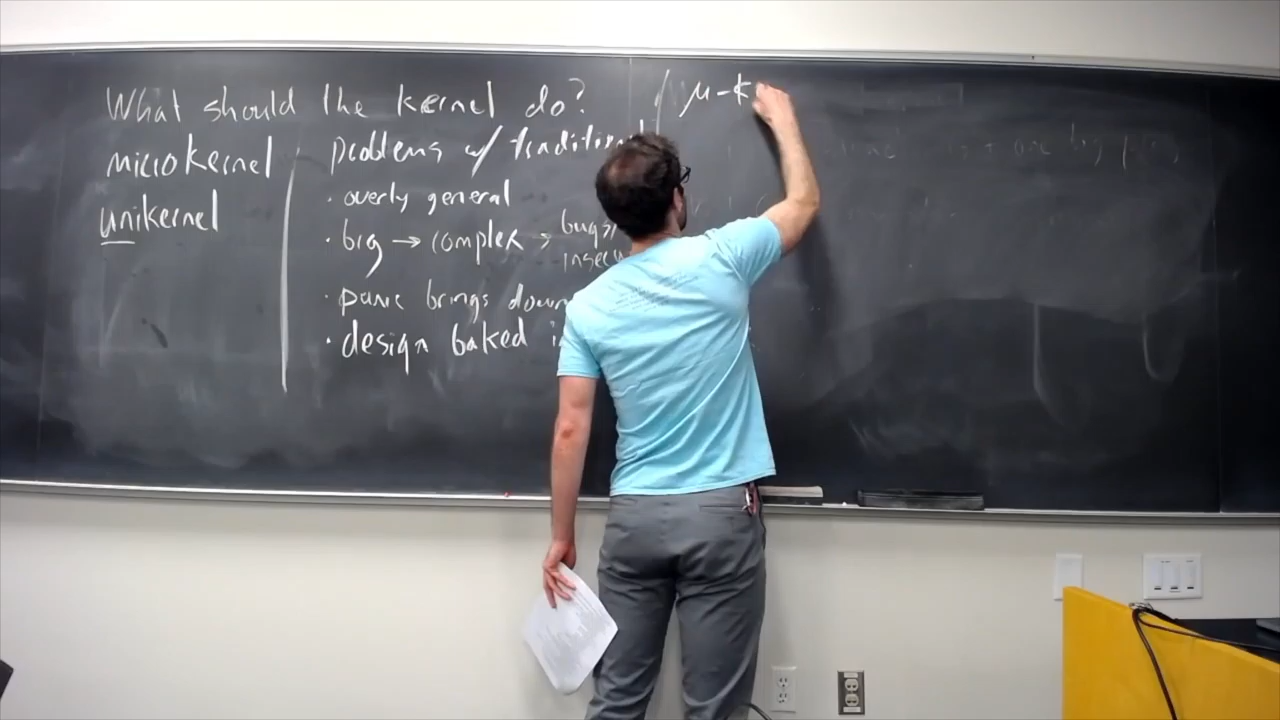 What should the kernel do?
microkernel
unikernel
problems w/ tradition
• overly general
• big → complex → bugs/
insecu
• panic brings down
• design baked i
μ-k